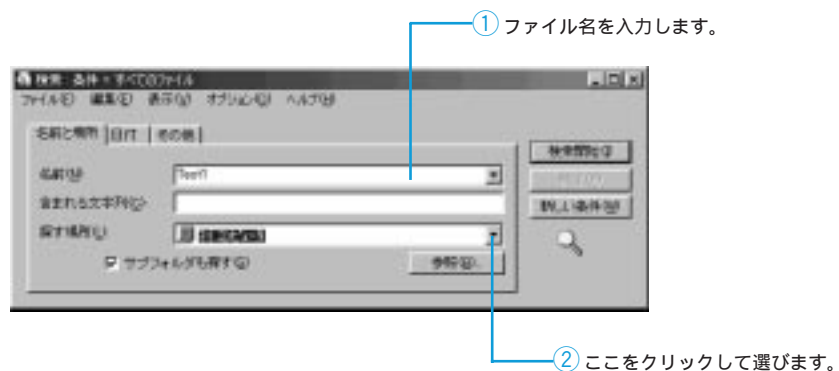 ① ファイル名を入力します。
検索: 条件 = すべてのファイル
ファイル(F) 編集(E) 表示(V) オプション(O) ヘルプ(H)
名前と場所 日付 その他
検索開始(I)
名前(N) Test1
含まれる文字列(C)
新しい条件(W)
探す場所(L)
サブフォルダも探す(S) 参照(B)...
② ここをクリックして選びます。